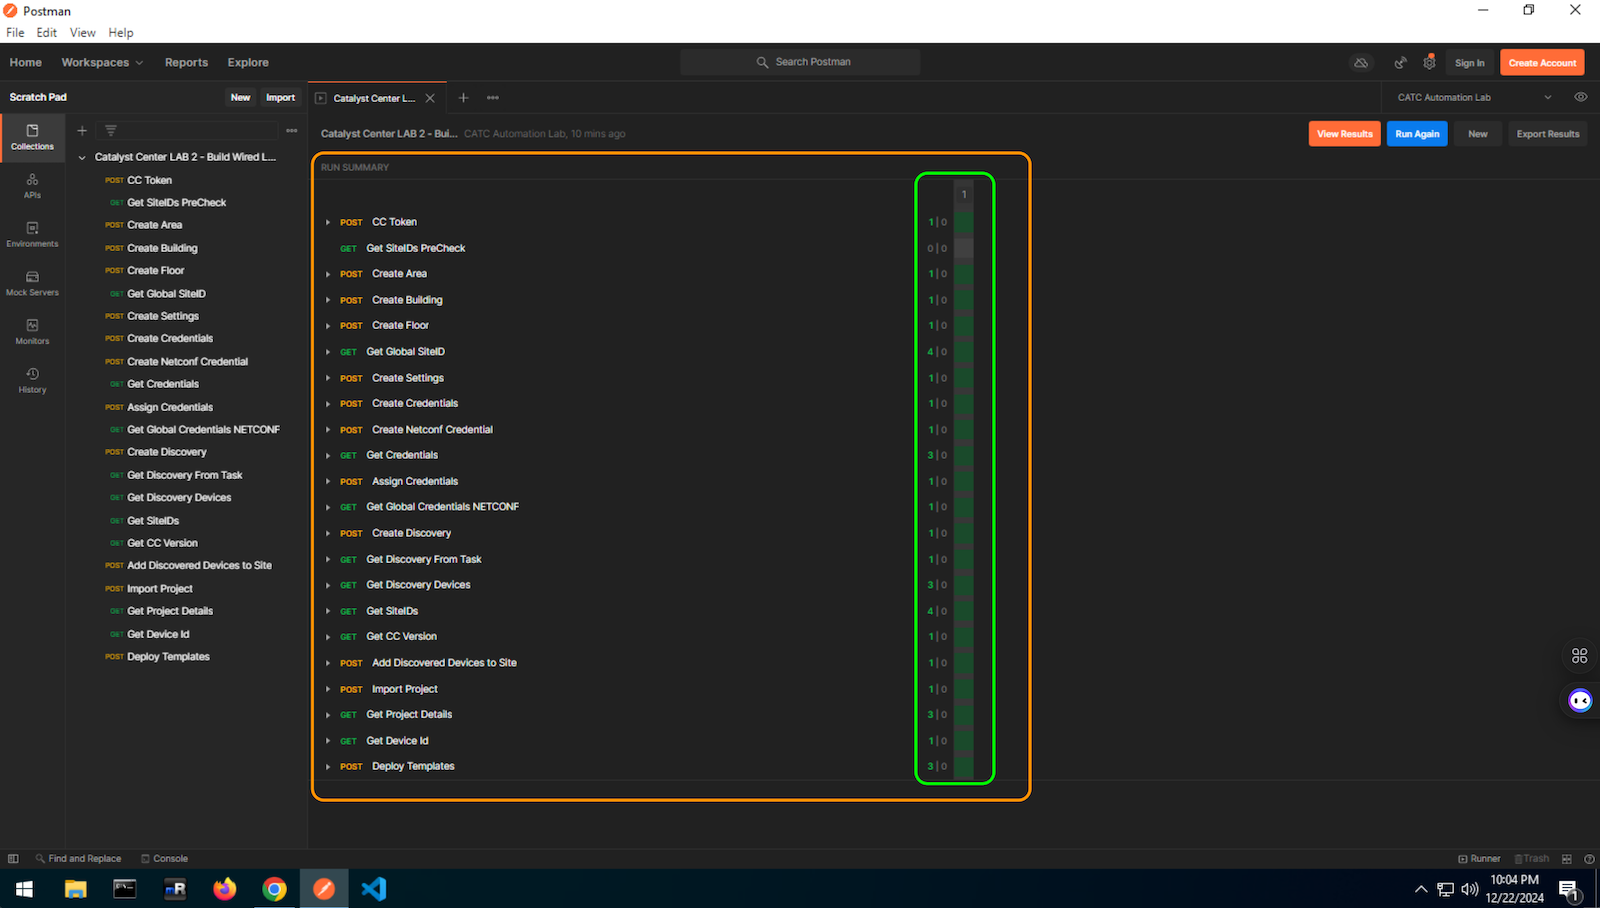 Postman
File Edit View Help
Home Workspaces Reports Explore
Search Postman
Sign In
Create Account
Scratch Pad
New
Import
Catalyst Center L...
CATC Automation Lab
Collections
APIs
Environments
Mock Servers
Monitors
History
Catalyst Center LAB 2 - Build Wired L...
POST CC Token
GET Get SiteIDs PreCheck
POST Create Area
POST Create Building
POST Create Floor
GET Get Global SiteID
POST Create Settings
POST Create Credentials
POST Create Netconf Credential
GET Get Credentials
POST Assign Credentials
GET Get Global Credentials NETCONF
POST Create Discovery
GET Get Discovery From Task
GET Get Discovery Devices
GET Get SiteIDs
GET Get CC Version
POST Add Discovered Devices to Site
POST Import Project
GET Get Project Details
GET Get Device Id
POST Deploy Templates
Catalyst Center LAB 2 - Bui... CATC Automation Lab, 10 mins ago
View Results
Run Again
New
Export Results
RUN SUMMARY
1
POST CC Token 1 | 0
GET Get SiteIDs PreCheck 0 | 0
POST Create Area 1 | 0
POST Create Building 1 | 0
POST Create Floor 1 | 0
GET Get Global SiteID 4 | 0
POST Create Settings 1 | 0
POST Create Credentials 1 | 0
POST Create Netconf Credential 1 | 0
GET Get Credentials 3 | 0
POST Assign Credentials 1 | 0
GET Get Global Credentials NETCONF 1 | 0
POST Create Discovery 1 | 0
GET Get Discovery From Task 1 | 0
GET Get Discovery Devices 3 | 0
GET Get SiteIDs 4 | 0
GET Get CC Version 1 | 0
POST Add Discovered Devices to Site 1 | 0
POST Import Project 1 | 0
GET Get Project Details 3 | 0
GET Get Device Id 1 | 0
POST Deploy Templates 3 | 0
Find and Replace
Console
Runner
Trash
10:04 PM
12/22/2024
1